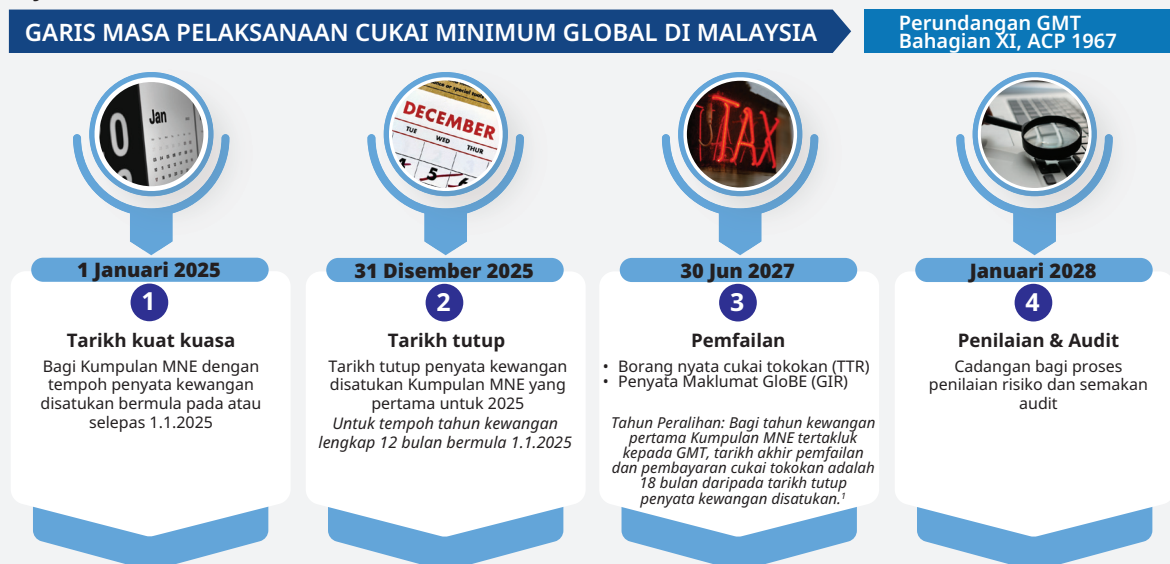 GARIS MASA PELAKSANAAN CUKAI MINIMUM GLOBAL DI MALAYSIA
Perundangan GMT
Bahagian XI, ACP 1967
Jan
DECEMBER
TUE WED THUR
5 6
TAX
1 Januari 2025
1
Tarikh kuat kuasa
Bagi Kumpulan MNE dengan
tempoh penyata kewangan
disatukan bermula pada atau
selepas 1.1.2025
31 Disember 2025
2
Tarikh tutup
Tarikh tutup penyata kewangan
disatukan Kumpulan MNE yang
pertama untuk 2025
Untuk tempoh tahun kewangan
lengkap 12 bulan bermula 1.1.2025
30 Jun 2027
3
Pemfailan
• Borang nyata cukai tokokan (TTR)
• Penyata Maklumat GloBE (GIR)
Tahun Peralihan: Bagi tahun kewangan
pertama Kumpulan MNE tertakluk
kepada GMT, tarikh akhir pemfailan
dan pembayaran cukai tokokan adalah
18 bulan daripada tarikh tutup
penyata kewangan disatukan.¹
Januari 2028
4
Penilaian & Audit
Cadangan bagi proses
penilaian risiko dan semakan
audit